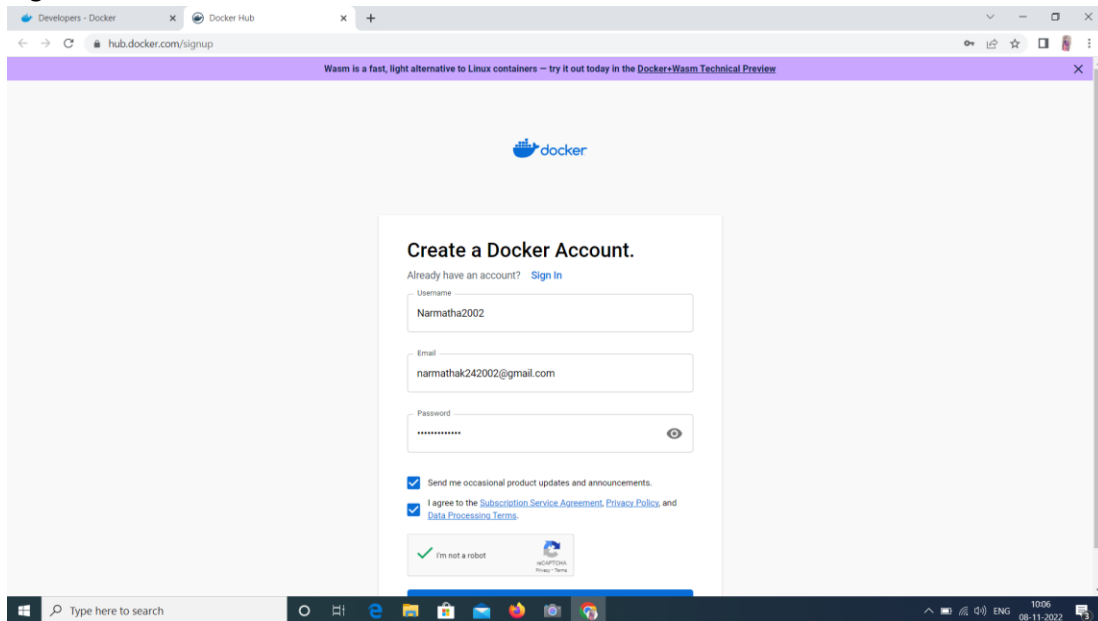 Developers - Docker
Docker Hub
hub.docker.com/signup
Wasm is a fast, light alternative to Linux containers — try it out today in the Docker+Wasm Technical Preview
docker
Create a Docker Account.
Already have an account? Sign In
Username
Narmatha2002
Email
narmathak242002@gmail.com
Password
Send me occasional product updates and announcements.
I agree to the Subscription Service Agreement, Privacy Policy, and
Data Processing Terms.
I'm not a robot
reCAPTCHA
Privacy - Terms
Type here to search
ENG
10:06
08-11-2022
3